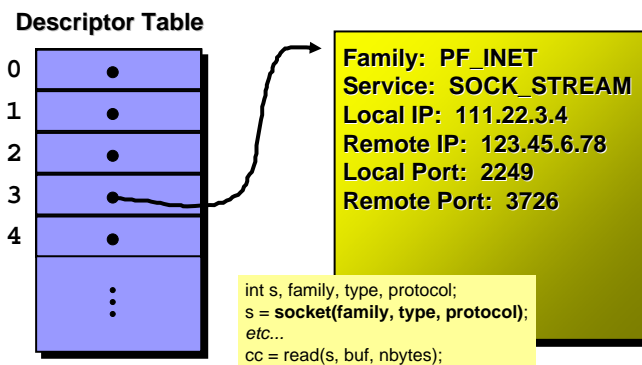 Descriptor Table
0
1
2
3
4
Family: PF_INET
Service: SOCK_STREAM
Local IP: 111.22.3.4
Remote IP: 123.45.6.78
Local Port: 2249
Remote Port: 3726
int s, family, type, protocol;
s = socket(family, type, protocol);
etc...
cc = read(s, buf, nbytes);